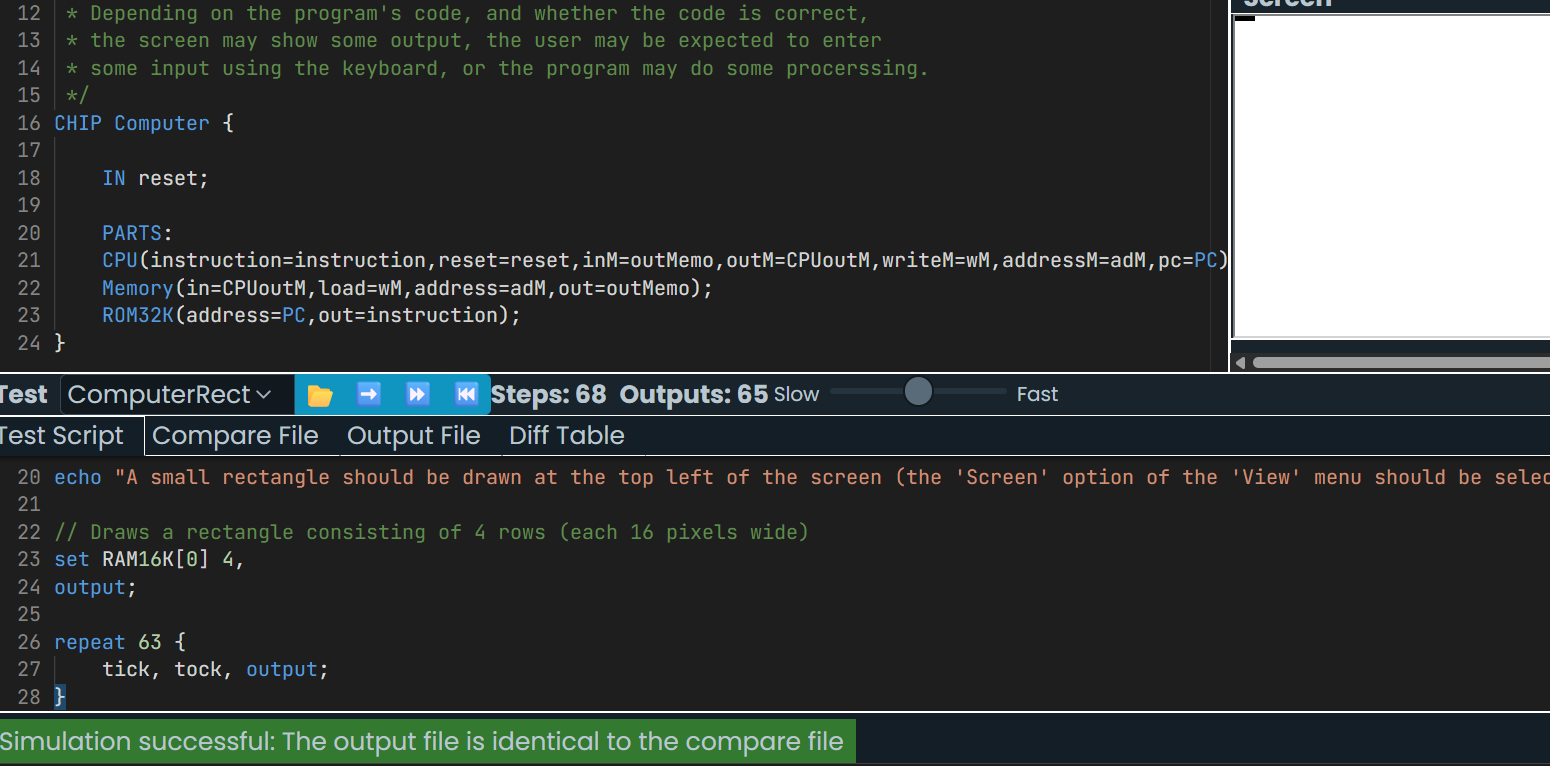 12 * Depending on the program's code, and whether the code is correct,
13 * the screen may show some output, the user may be expected to enter
14 * some input using the keyboard, or the program may do some procerssing.
15 */
16 CHIP Computer {
17
18 IN reset;
19
20 PARTS:
21 CPU(instruction=instruction,reset=reset,inM=outMemo,outM=CPUoutM,writeM=wM,addressM=adM,pc=PC)
22 Memory(in=CPUoutM,load=wM,address=adM,out=outMemo);
23 ROM32K(address=PC,out=instruction);
24 }
Screen
Test ComputerRect Steps: 68 Outputs: 65 Slow Fast
Test Script Compare File Output File Diff Table
20 echo "A small rectangle should be drawn at the top left of the screen (the 'Screen' option of the 'View' menu should be selec
21
22 // Draws a rectangle consisting of 4 rows (each 16 pixels wide)
23 set RAM16K[0] 4,
24 output;
25
26 repeat 63 {
27 tick, tock, output;
28 }
Simulation successful: The output file is identical to the compare file